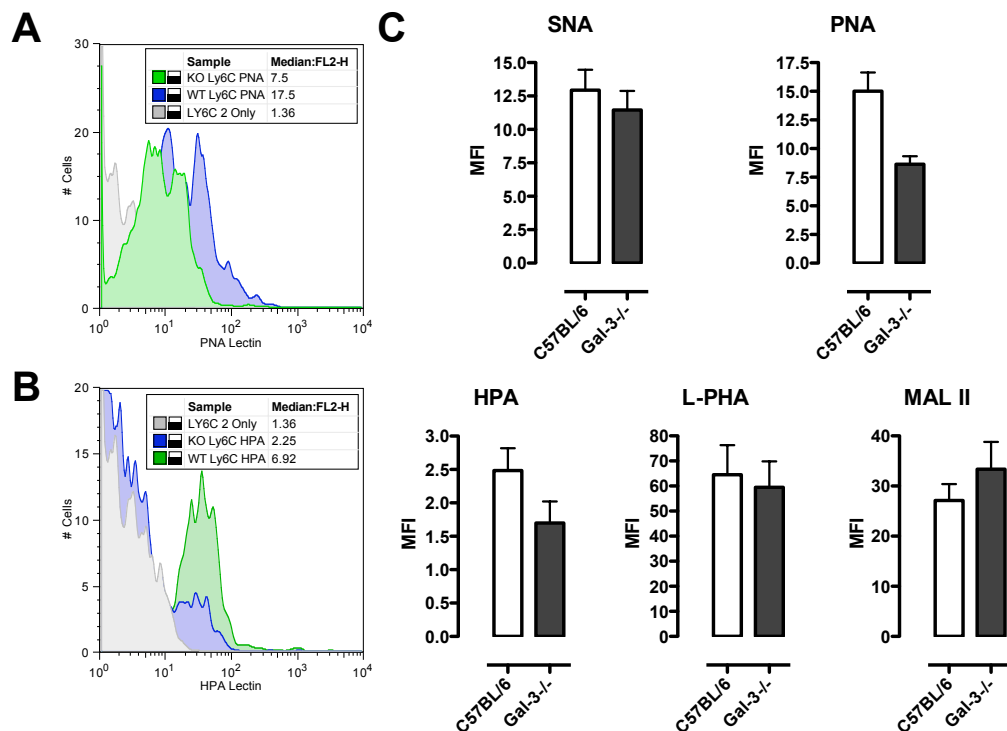 A
Sample Median:FL2-H
KO Ly6C PNA 7.5
WT Ly6C PNA 17.5
LY6C 2 Only 1.36
30
20
10
0
# Cells
10^0 10^1 10^2 10^3 10^4
PNA Lectin
B
Sample Median:FL2-H
LY6C 2 Only 1.36
KO Ly6C HPA 2.25
WT Ly6C HPA 6.92
20
15
10
5
0
# Cells
10^0 10^1 10^2 10^3 10^4
HPA Lectin
C
SNA
MFI
15.0
12.5
10.0
7.5
5.0
2.5
0.0
C57BL/6
Gal-3-/-
PNA
MFI
17.5
15.0
12.5
10.0
7.5
5.0
2.5
0.0
C57BL/6
Gal-3-/-
HPA
MFI
3.0
2.5
2.0
1.5
1.0
0.5
0.0
C57BL/6
Gal-3-/-
L-PHA
MFI
80
70
60
50
40
30
20
10
0
C57BL/6
Gal-3-/-
MAL II
MFI
40
30
20
10
0
C57BL/6
Gal-3-/-